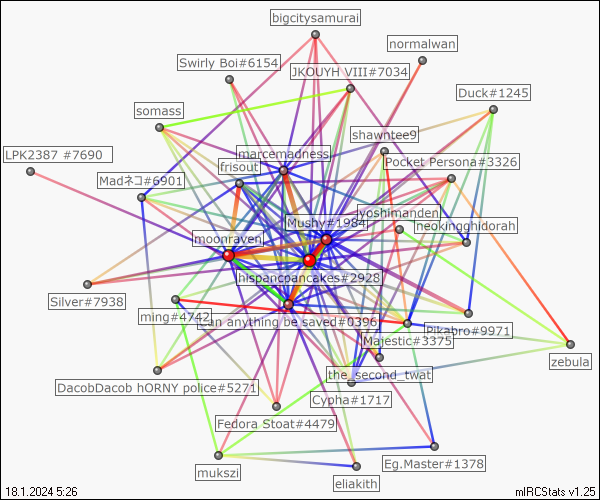 bigcitysamurai
normalwan
Swirly Boi#6154
JKOUYH VIII#7034
Duck#1245
somass
shawntee9
LPK2387 #7690
marcemadness
Pocket Persona#3326
frisout
Madネコ#6901
yoshimanden
Mushy#1984
neokingghidorah
moonraven
hispancpancakes#2928
Silver#7938
ming#4742
can anything be saved#0396
Pikabro#9971
Majestic#3375
zebula
the_second_twat
DacobDacob hORNY police#5271
Cypha#1717
Fedora Stoat#4479
Eg.Master#1378
mukszi
eliakith
18.1.2024 5:26
mIRCStats v1.25